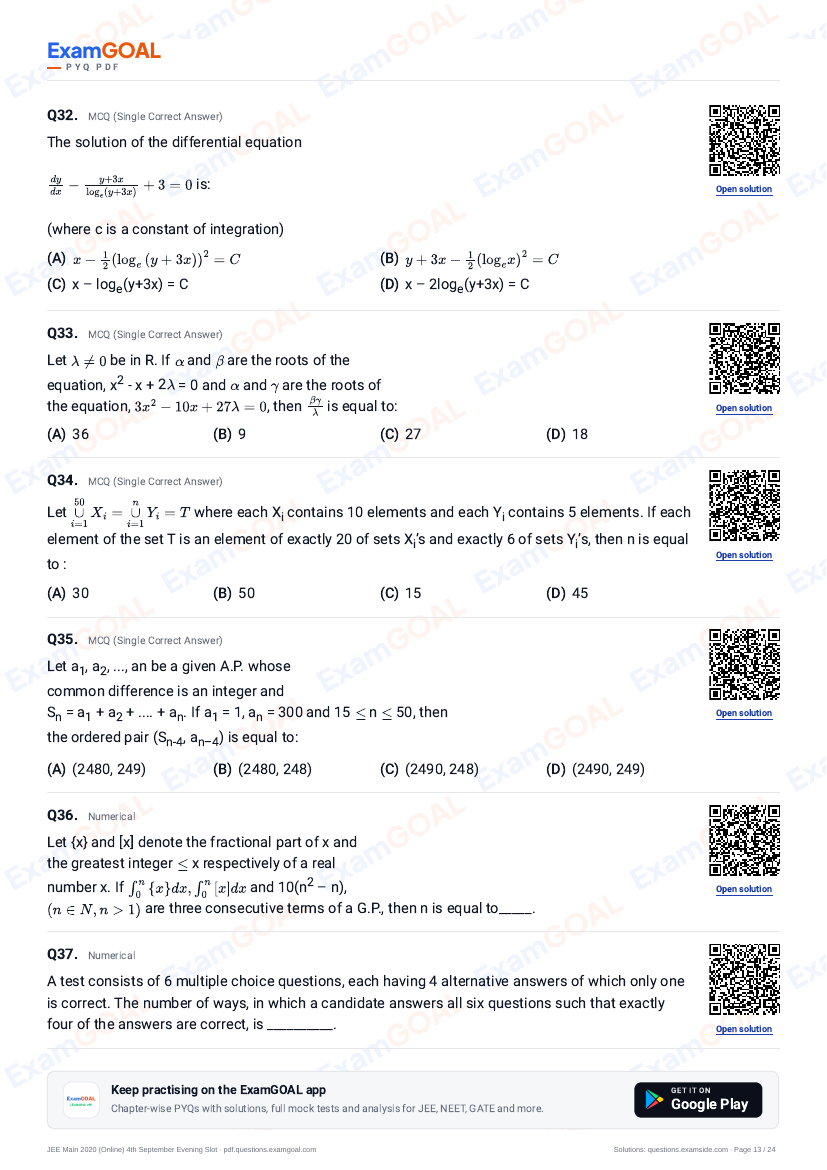 ExamGOAL
PYQ PDF
Q32. MCQ (Single Correct Answer)
The solution of the differential equation
dy/dx − (y+3x)/(log_e(y+3x)) + 3 = 0 is:
(where c is a constant of integration)
(A) x − 1/2 (log_e (y + 3x))² = C
(B) y + 3x − 1/2 (log_e x)² = C
(C) x – log_e(y+3x) = C
(D) x – 2log_e(y+3x) = C
Open solution
Q33. MCQ (Single Correct Answer)
Let λ ≠ 0 be in R. If α and β are the roots of the
equation, x² - x + 2λ = 0 and α and γ are the roots of
the equation, 3x² − 10x + 27λ = 0, then βγ/λ is equal to:
(A) 36 (B) 9 (C) 27 (D) 18
Open solution
Q34. MCQ (Single Correct Answer)
Let ∪_{i=1}^{50} X_i = ∪_{i=1}^{n} Y_i = T where each X_i contains 10 elements and each Y_i contains 5 elements. If each
element of the set T is an element of exactly 20 of sets X_i's and exactly 6 of sets Y_i's, then n is equal
to :
(A) 30 (B) 50 (C) 15 (D) 45
Open solution
Q35. MCQ (Single Correct Answer)
Let a₁, a₂, ..., an be a given A.P. whose
common difference is an integer and
S_n = a₁ + a₂ + .... + a_n. If a₁ = 1, a_n = 300 and 15 ≤ n ≤ 50, then
the ordered pair (S_{n-4}, a_{n–4}) is equal to:
(A) (2480, 249) (B) (2480, 248) (C) (2490, 248) (D) (2490, 249)
Open solution
Q36. Numerical
Let {x} and [x] denote the fractional part of x and
the greatest integer ≤ x respectively of a real
number x. If ∫₀ⁿ {x}dx, ∫₀ⁿ [x]dx and 10(n² – n),
(n ∈ N, n > 1) are three consecutive terms of a G.P., then n is equal to_____.
Open solution
Q37. Numerical
A test consists of 6 multiple choice questions, each having 4 alternative answers of which only one
is correct. The number of ways, in which a candidate answers all six questions such that exactly
four of the answers are correct, is __________.
Open solution
Keep practising on the ExamGOAL app
Chapter-wise PYQs with solutions, full mock tests and analysis for JEE, NEET, GATE and more.
GET IT ON
Google Play
JEE Main 2020 (Online) 4th September Evening Slot · pdf.questions.examgoal.com
Solutions: questions.examside.com · Page 13 / 24